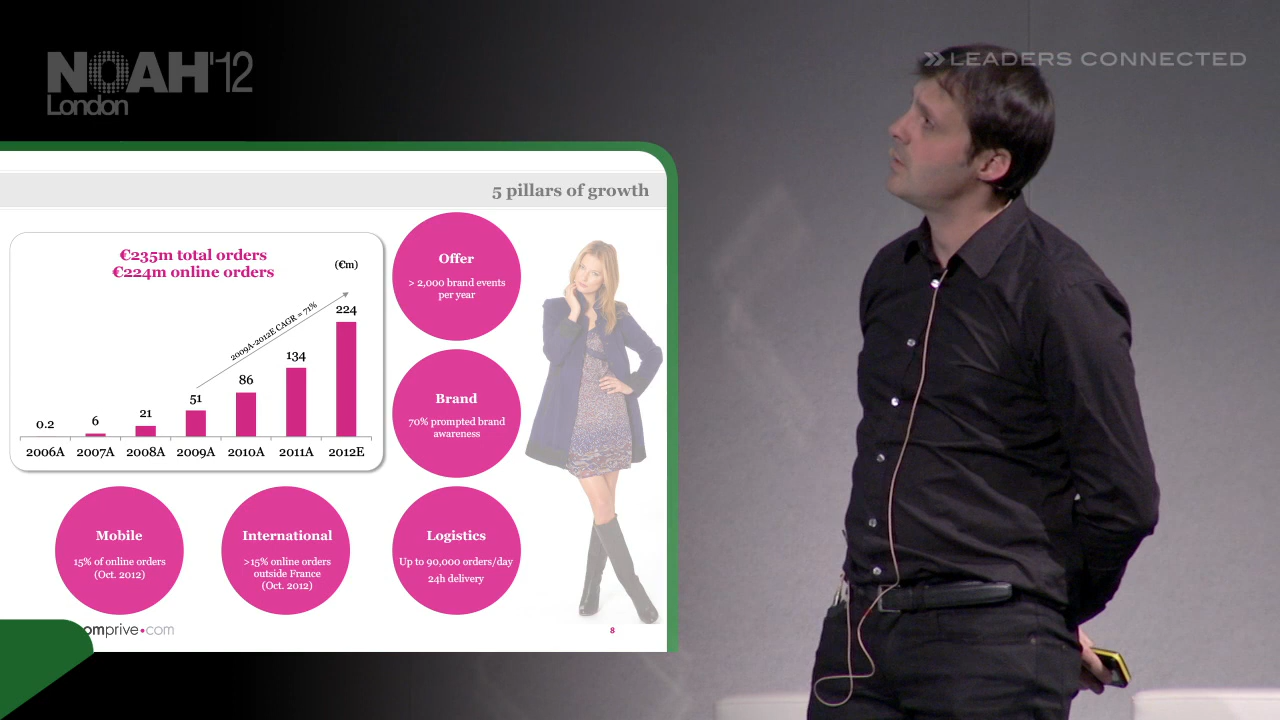 NOAH'12
London
LEADERS CONNECTED
5 pillars of growth
€235m total orders
€224m online orders
(€m)
2009A-2012E CAGR = 71%
0.2
6
21
51
86
134
224
2006A 2007A 2008A 2009A 2010A 2011A 2012E
Offer
> 2,000 brand events
per year
Brand
70% prompted brand
awareness
Mobile
15% of online orders
(Oct. 2012)
International
>15% online orders
outside France
(Oct. 2012)
Logistics
Up to 90,000 orders/day
24h delivery
omprive•com
8